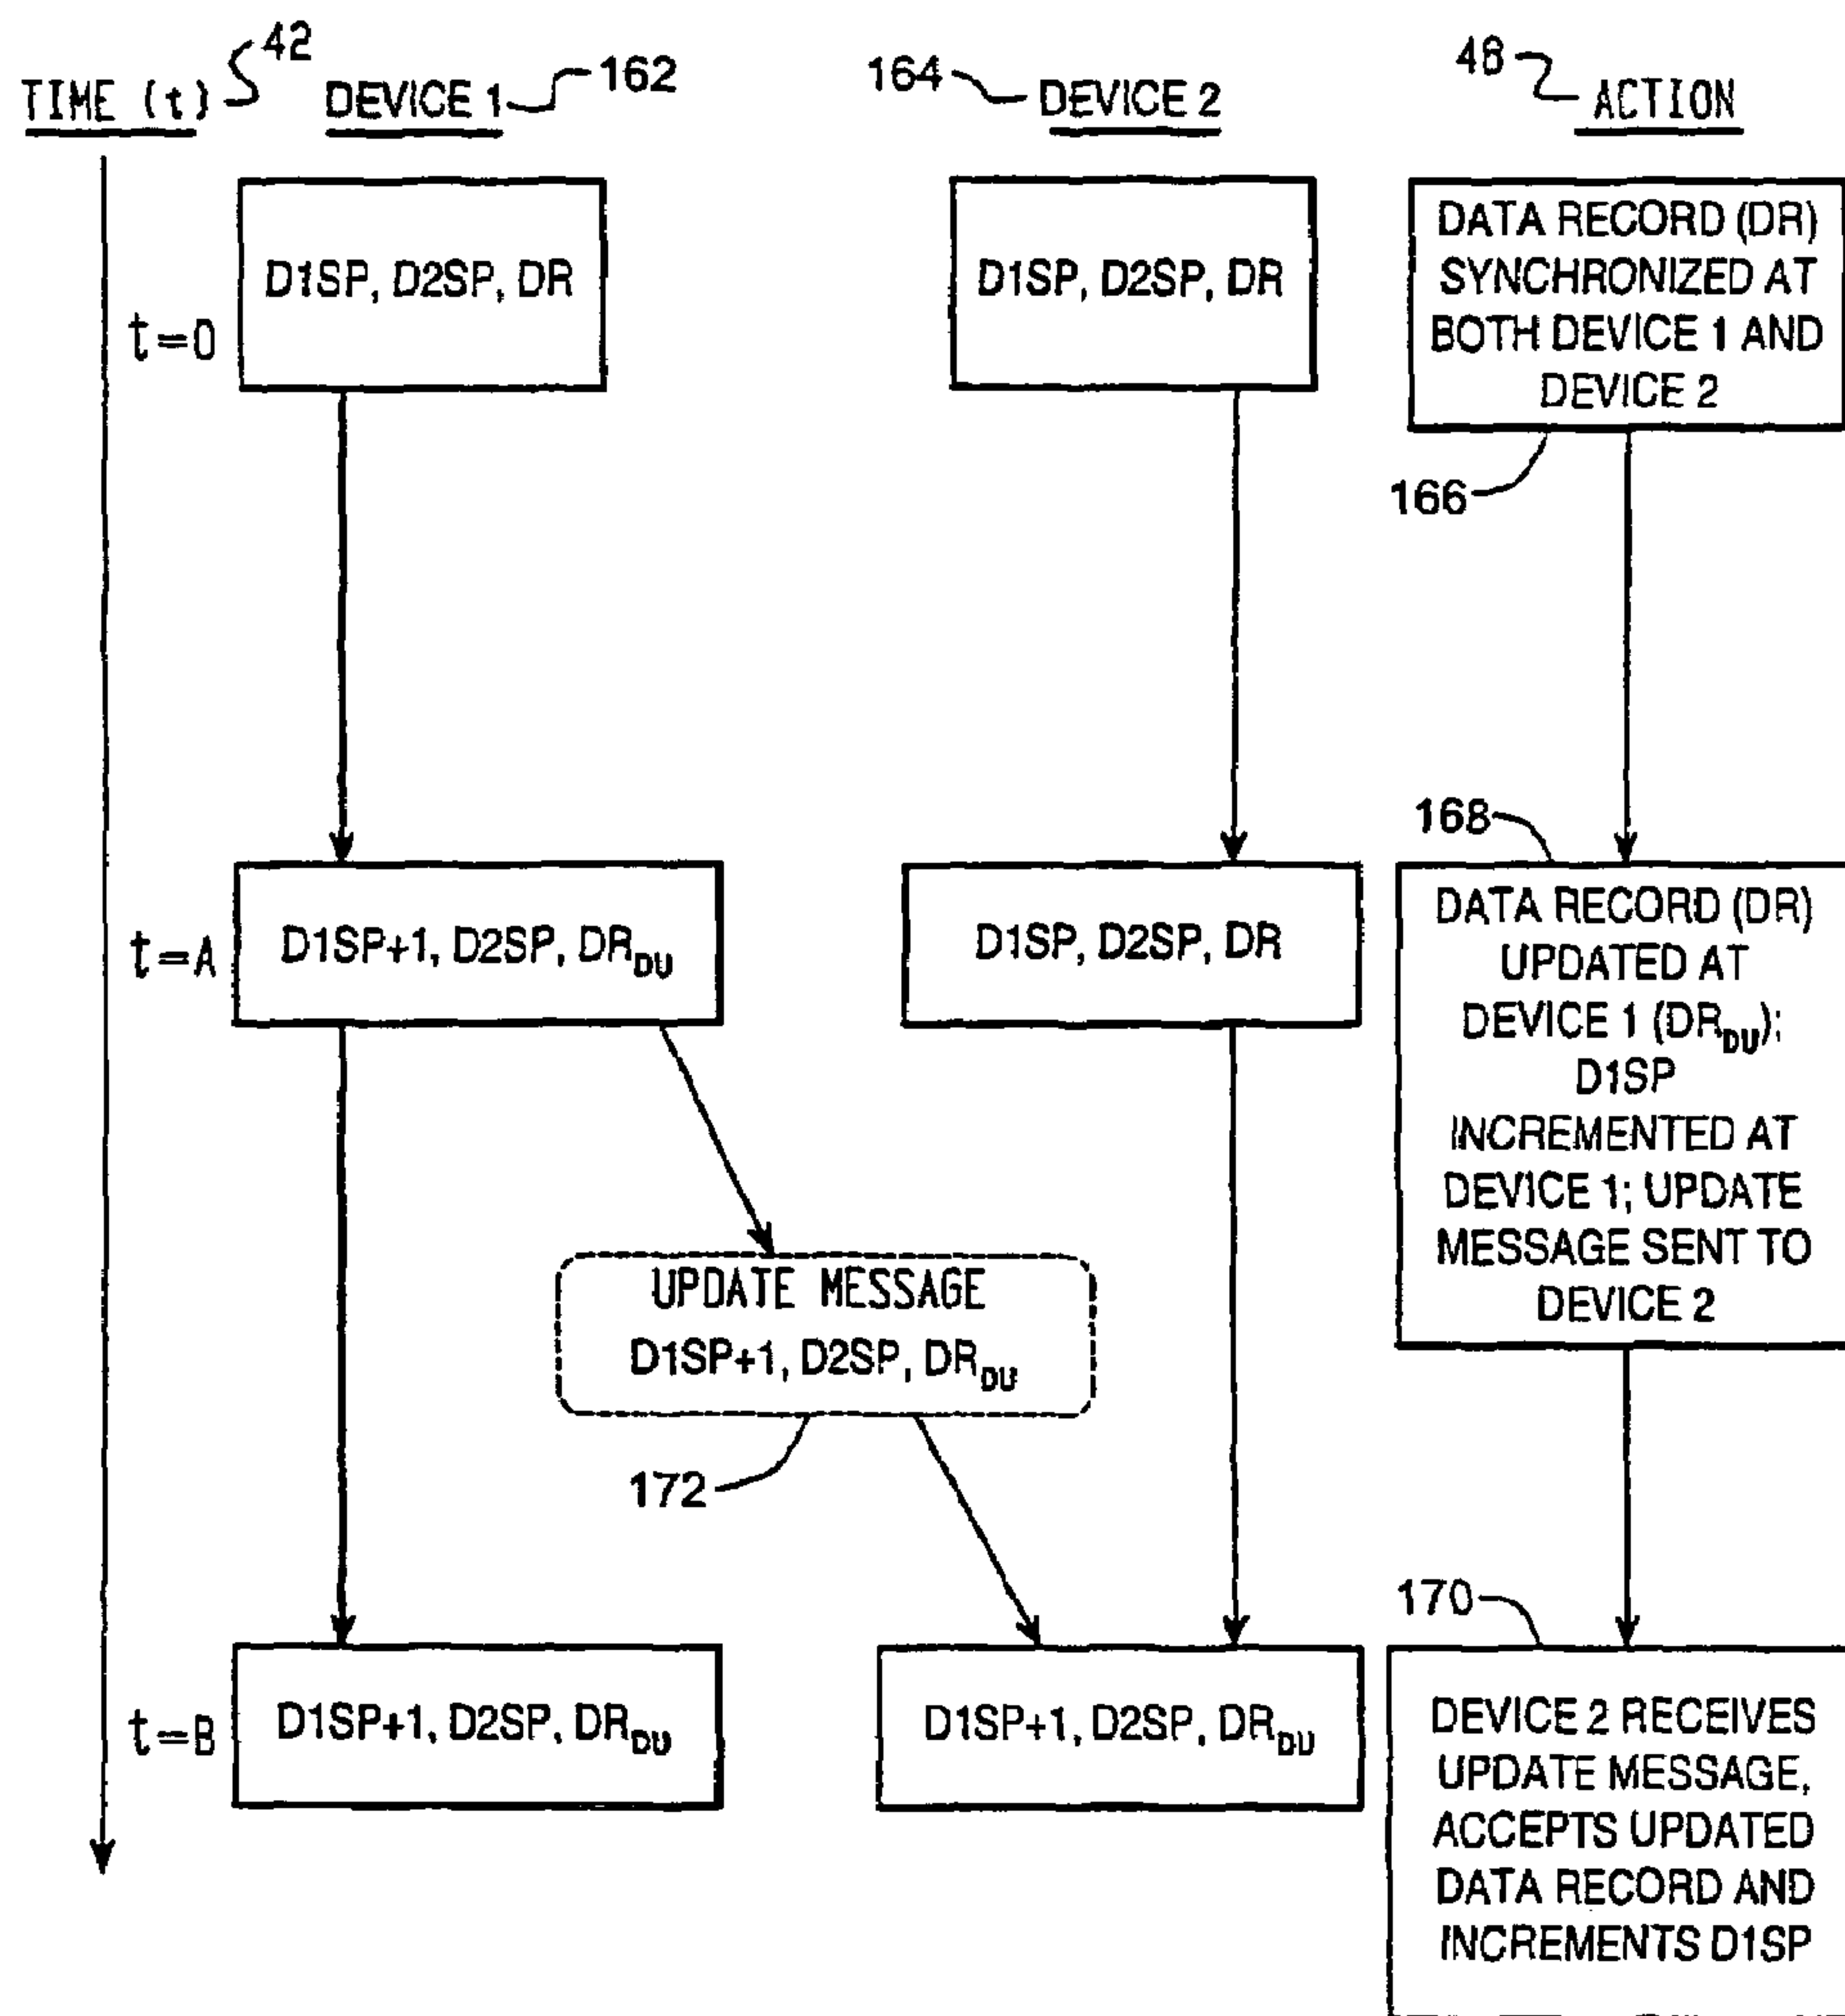 TIME (t) 42 DEVICE 1 162 164 DEVICE 2 46 ACTION
t=0
D1SP, D2SP, DR
D1SP, D2SP, DR
DATA RECORD (DR)
SYNCHRONIZED AT
BOTH DEVICE 1 AND
DEVICE 2
166
t=A
D1SP+1, D2SP, DRDU
D1SP, D2SP, DR
168
DATA RECORD (DR)
UPDATED AT
DEVICE 1 (DRDU);
D1SP
INCREMENTED AT
DEVICE 1; UPDATE
MESSAGE SENT TO
DEVICE 2
UPDATE MESSAGE
D1SP+1, D2SP, DRDU
172
t=B
D1SP+1, D2SP, DRDU
D1SP+1, D2SP, DRDU
170
DEVICE 2 RECEIVES
UPDATE MESSAGE,
ACCEPTS UPDATED
DATA RECORD AND
INCREMENTS D1SP